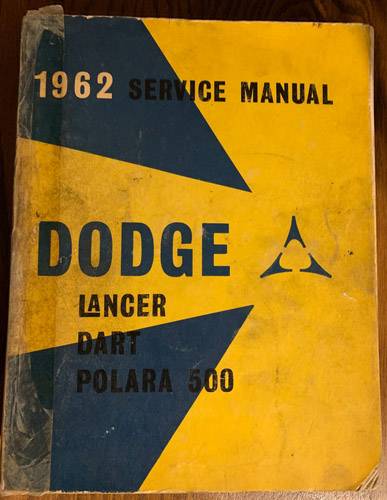 1962 SERVICE MANUAL
DODGE
LANCER
DART
POLARA 500